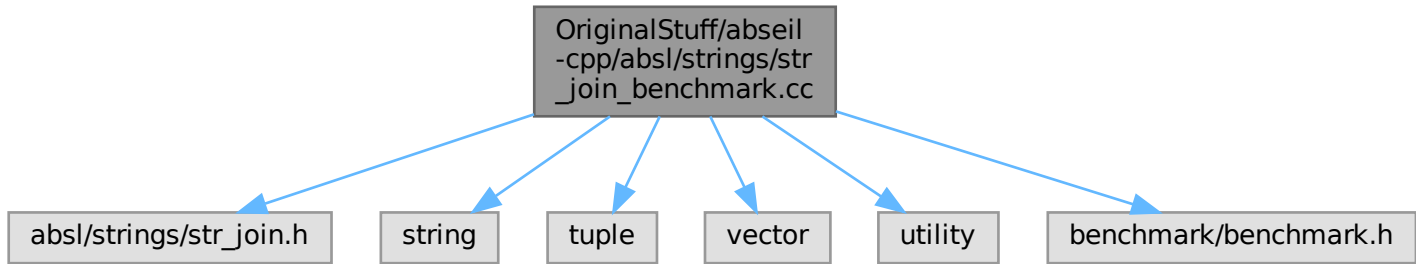 OriginalStuff/abseil
-cpp/absl/strings/str
_join_benchmark.cc
absl/strings/str_join.h
string
tuple
vector
utility
benchmark/benchmark.h